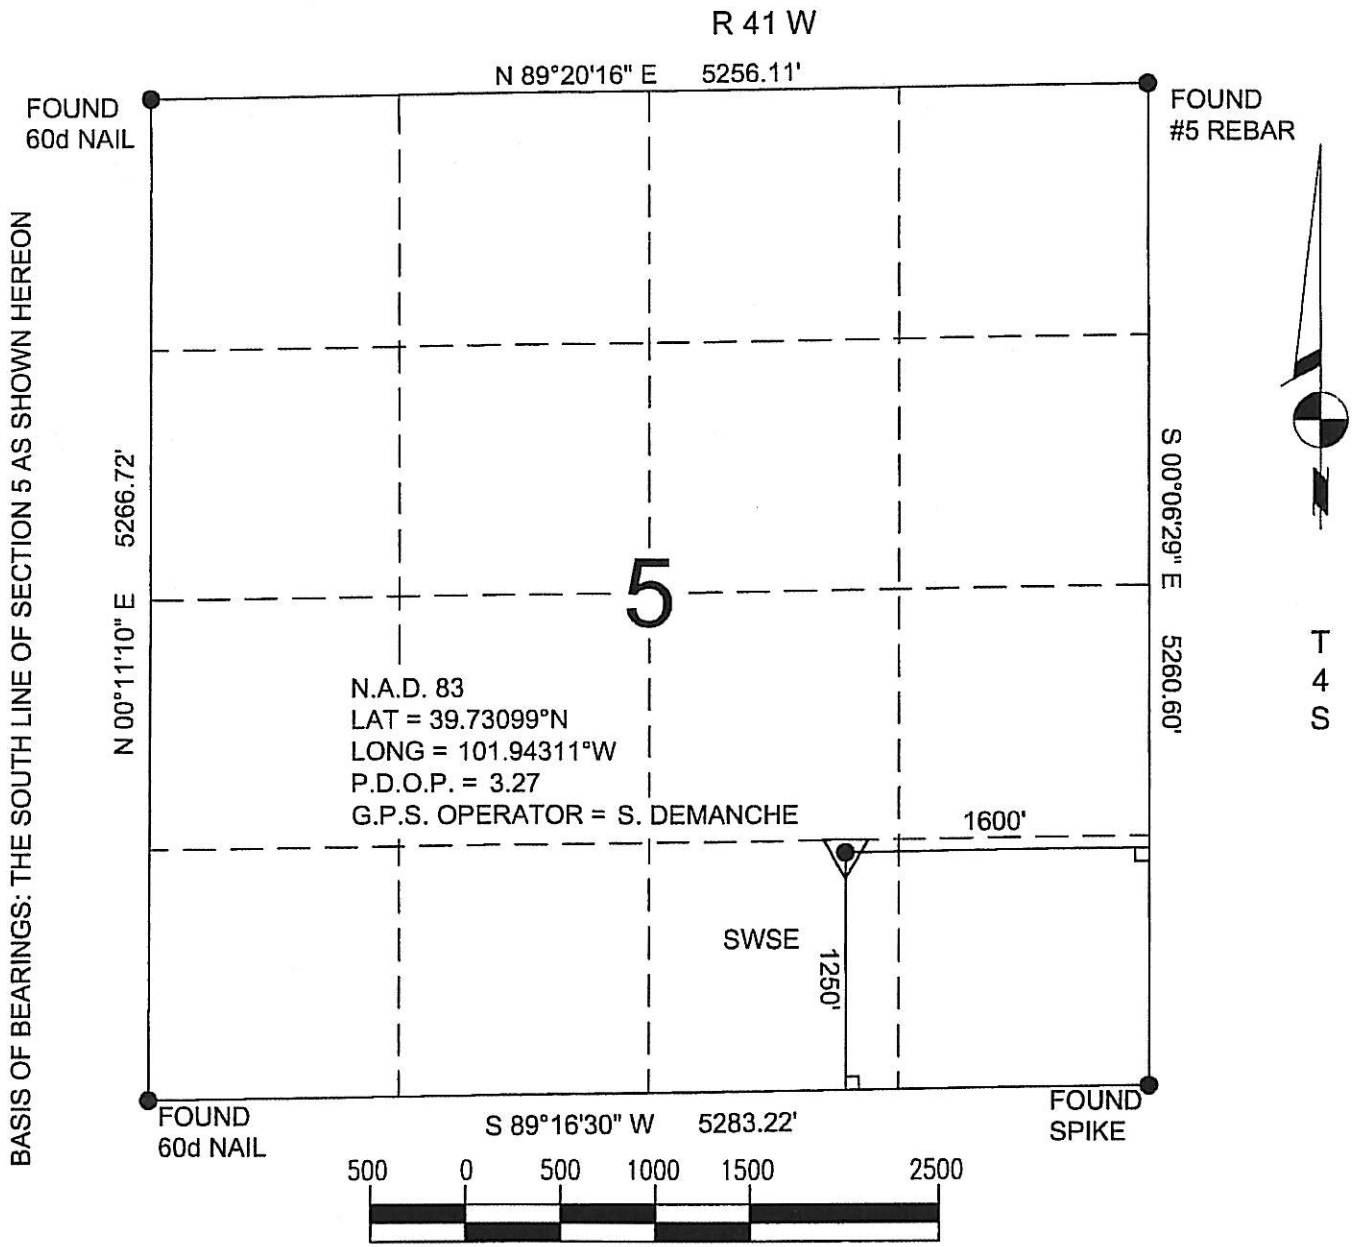 R 41 W
N 89°20'16" E 5256.11'
FOUND
60d NAIL
FOUND
#5 REBAR
BASIS OF BEARINGS: THE SOUTH LINE OF SECTION 5 AS SHOWN HEREON
N 00°11'10" E 5266.72'
S 00°06'29" E 5260.60'
5
T
4
S
N
N.A.D. 83
LAT = 39.73099°N
LONG = 101.94311°W
P.D.O.P. = 3.27
G.P.S. OPERATOR = S. DEMANCHE
1600'
SWSE
1250'
FOUND
60d NAIL
S 89°16'30" W 5283.22'
FOUND
SPIKE
500 0 500 1000 1500 2500